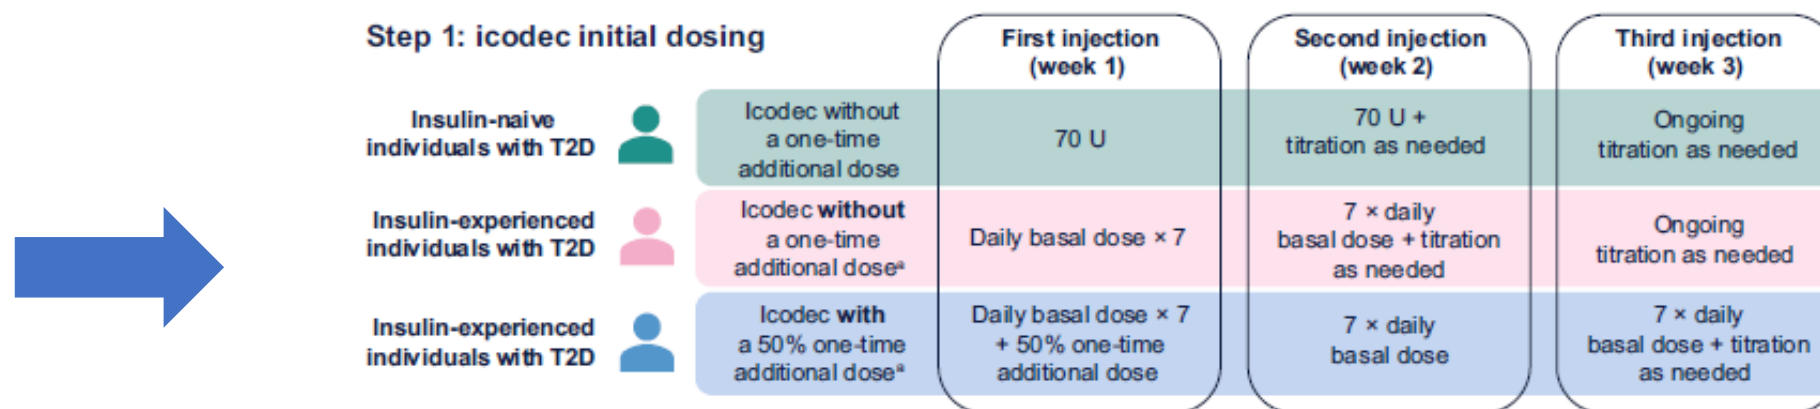 Step 1: icodec initial dosing
First injection
(week 1)
Second injection
(week 2)
Third injection
(week 3)
Insulin-naive
individuals with T2D
Icodec without
a one-time
additional dose
70 U
70 U +
titration as needed
Ongoing
titration as needed
Insulin-experienced
individuals with T2D
Icodec without
a one-time
additional doseᵃ
Daily basal dose × 7
7 × daily
basal dose + titration
as needed
Ongoing
titration as needed
Insulin-experienced
individuals with T2D
Icodec with
a 50% one-time
additional doseᵃ
Daily basal dose × 7
+ 50% one-time
additional dose
7 × daily
basal dose
7 × daily
basal dose + titration
as needed